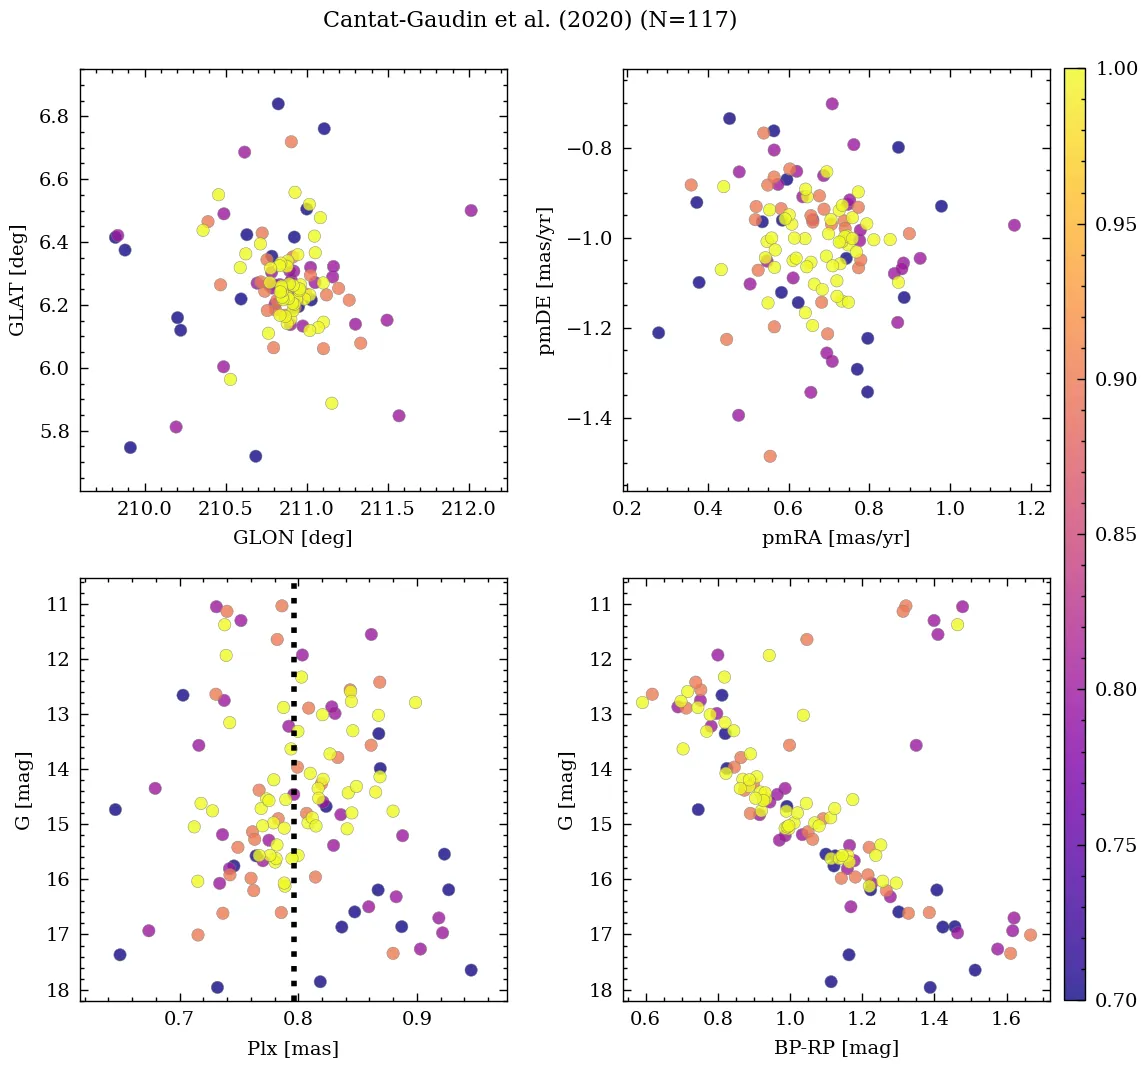 Cantat-Gaudin et al. (2020) (N=117)
GLAT [deg]
6.8
6.6
6.4
6.2
6.0
5.8
210.0 210.5 211.0 211.5 212.0
GLON [deg]
pmDE [mas/yr]
−0.8
−1.0
−1.2
−1.4
0.2 0.4 0.6 0.8 1.0 1.2
pmRA [mas/yr]
G [mag]
11
12
13
14
15
16
17
18
0.7 0.8 0.9
Plx [mas]
G [mag]
11
12
13
14
15
16
17
18
0.6 0.8 1.0 1.2 1.4 1.6
BP-RP [mag]
1.00
0.95
0.90
0.85
0.80
0.75
0.70